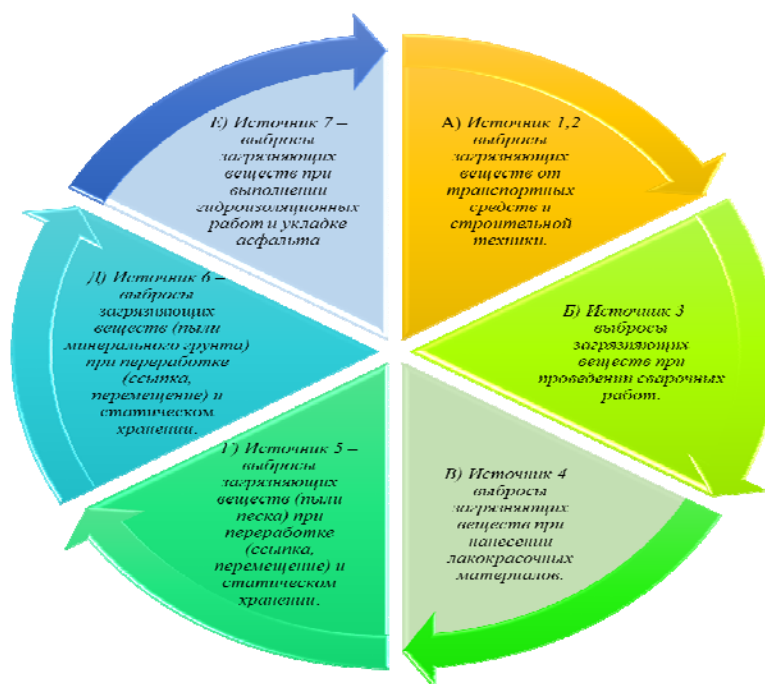 А) Источник 1,2
выбросы
загрязняющих
веществ от
транспортных
средств и
строительной
техники.
Б) Источник 3
выбросы
загрязняющих
веществ при
проведении сварочных
работ.
В) Источник 4
выбросы
загрязняющих
веществ при
нанесении
лакокрасочных
материалов.
Г) Источник 5 –
выбросы
загрязняющих
веществ (пыли
песка) при
переработке
(ссыпка,
перемещение) и
статическом
хранении.
Д) Источник 6 –
выбросы
загрязняющих
веществ (пыли
минерального грунта)
при переработке
(ссыпка,
перемещение) и
статическом
хранении.
Е) Источник 7 –
выбросы
загрязняющих
веществ при
выполнении
гидроизоляционных
работ и укладке
асфальта